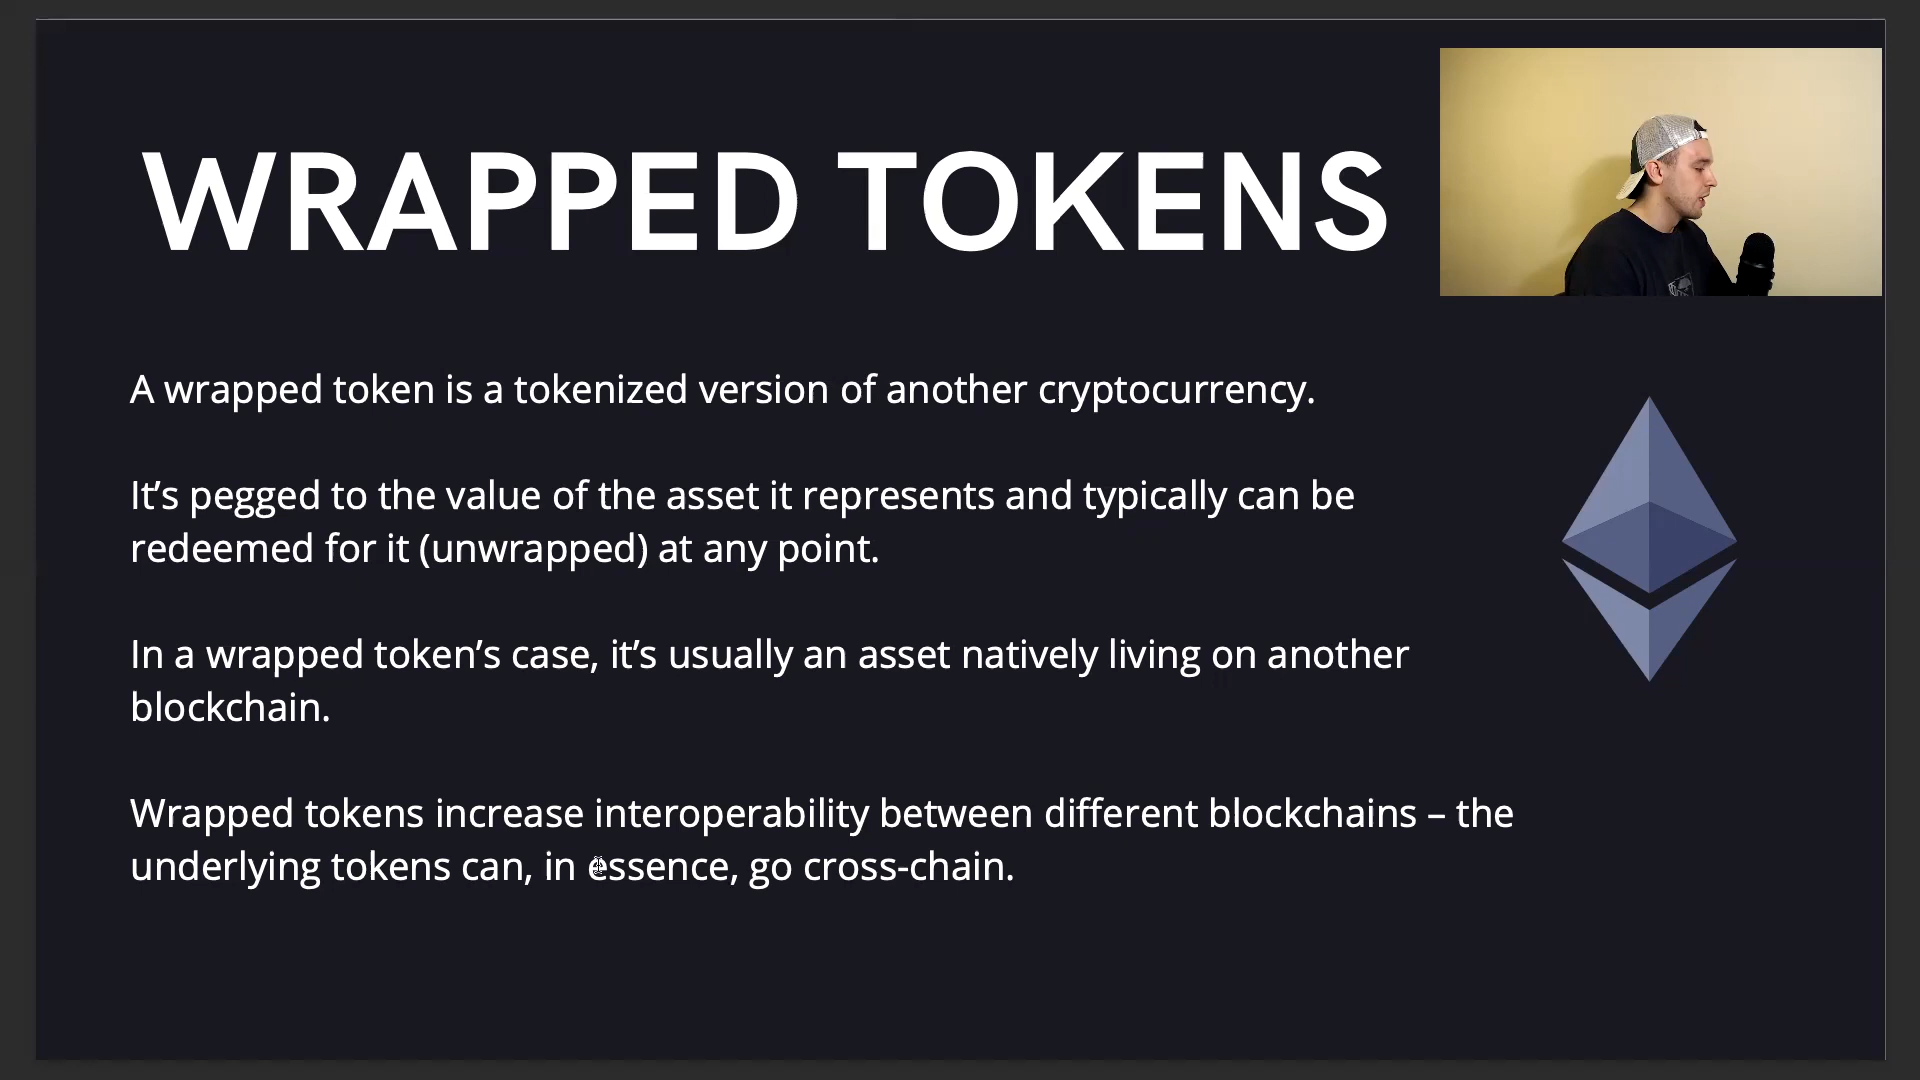 WRAPPED TOKENS
A wrapped token is a tokenized version of another cryptocurrency.
It’s pegged to the value of the asset it represents and typically can be
redeemed for it (unwrapped) at any point.
In a wrapped token’s case, it’s usually an asset natively living on another
blockchain.
Wrapped tokens increase interoperability between different blockchains – the
underlying tokens can, in essence, go cross-chain.